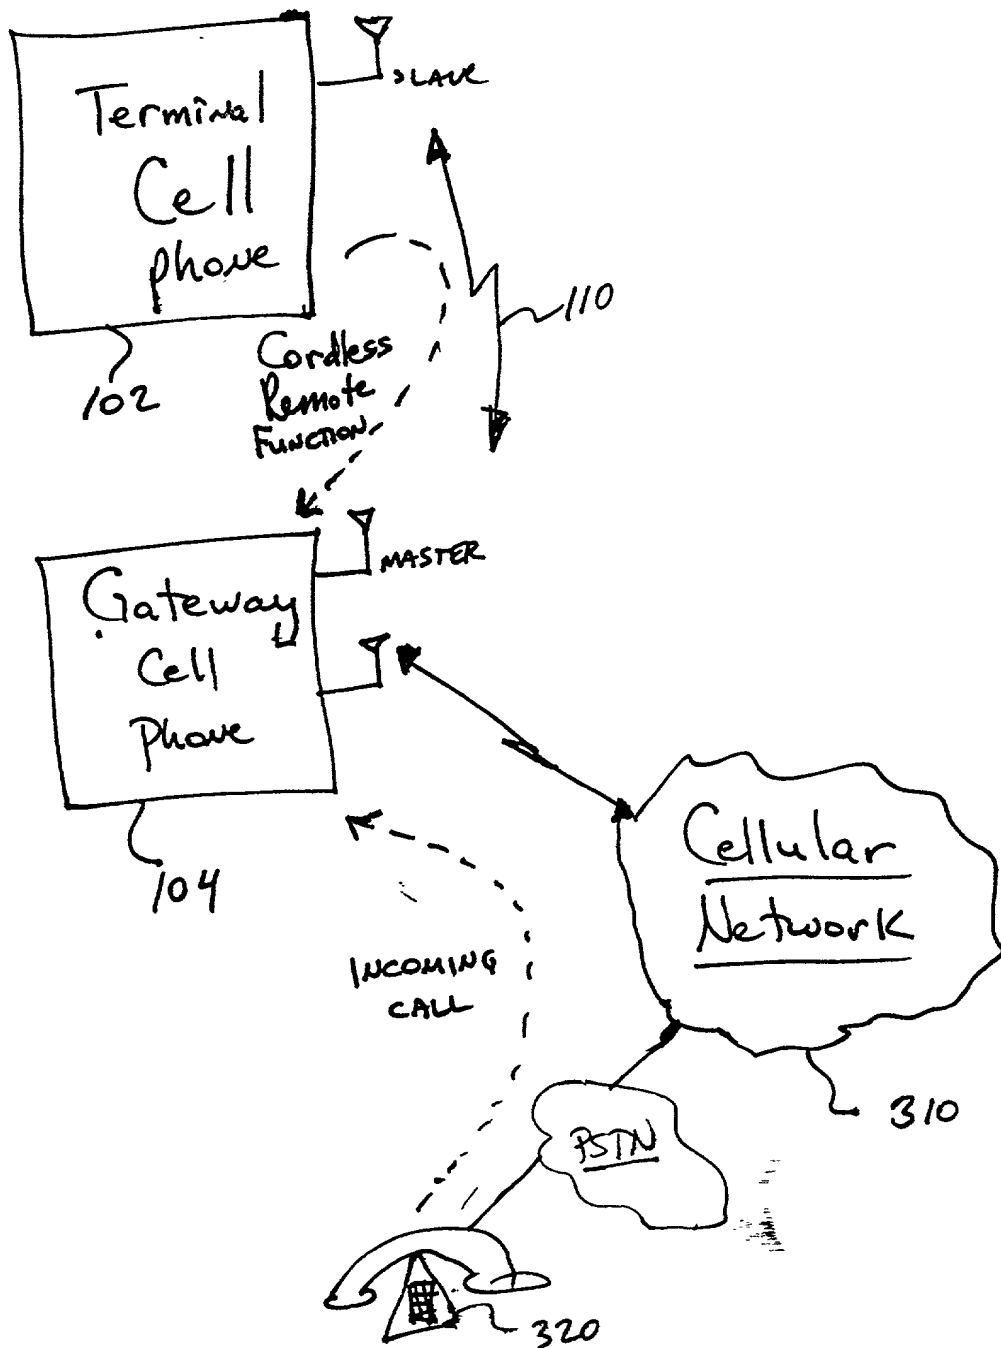 SLAVE
Terminal
Cell
phone
110
Cordless
Remote
FUNCTION
102
MASTER
Gateway
Cell
Phone
104
Cellular
Network
INCOMING
CALL
310
PSTN
320